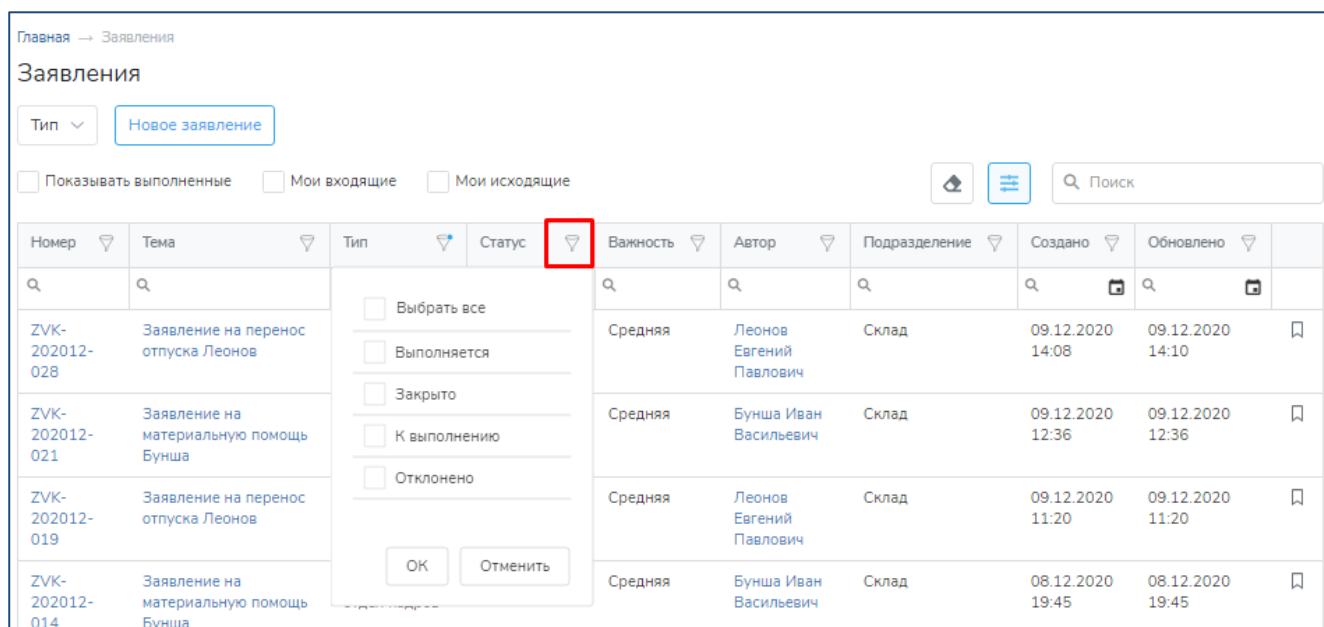 Главная → Заявления
Заявления
Тип
Новое заявление
Показывать выполненные
Мои входящие
Мои исходящие
Поиск
Номер
Тема
Тип
Статус
Важность
Автор
Подразделение
Создано
Обновлено
Выбрать все
Выполняется
Закрыто
К выполнению
Отклонено
ОК
Отменить
ZVK-
202012-
028
Заявление на перенос
отпуска Леонов
Средняя
Леонов
Евгений
Павлович
Склад
09.12.2020
14:08
09.12.2020
14:10
ZVK-
202012-
021
Заявление на
материальную помощь
Бунша
Средняя
Бунша Иван
Васильевич
Склад
09.12.2020
12:36
09.12.2020
12:36
ZVK-
202012-
019
Заявление на перенос
отпуска Леонов
Средняя
Леонов
Евгений
Павлович
Склад
09.12.2020
11:20
09.12.2020
11:20
ZVK-
202012-
014
Заявление на
материальную помощь
Бунша
Средняя
Бунша Иван
Васильевич
Склад
08.12.2020
19:45
08.12.2020
19:45